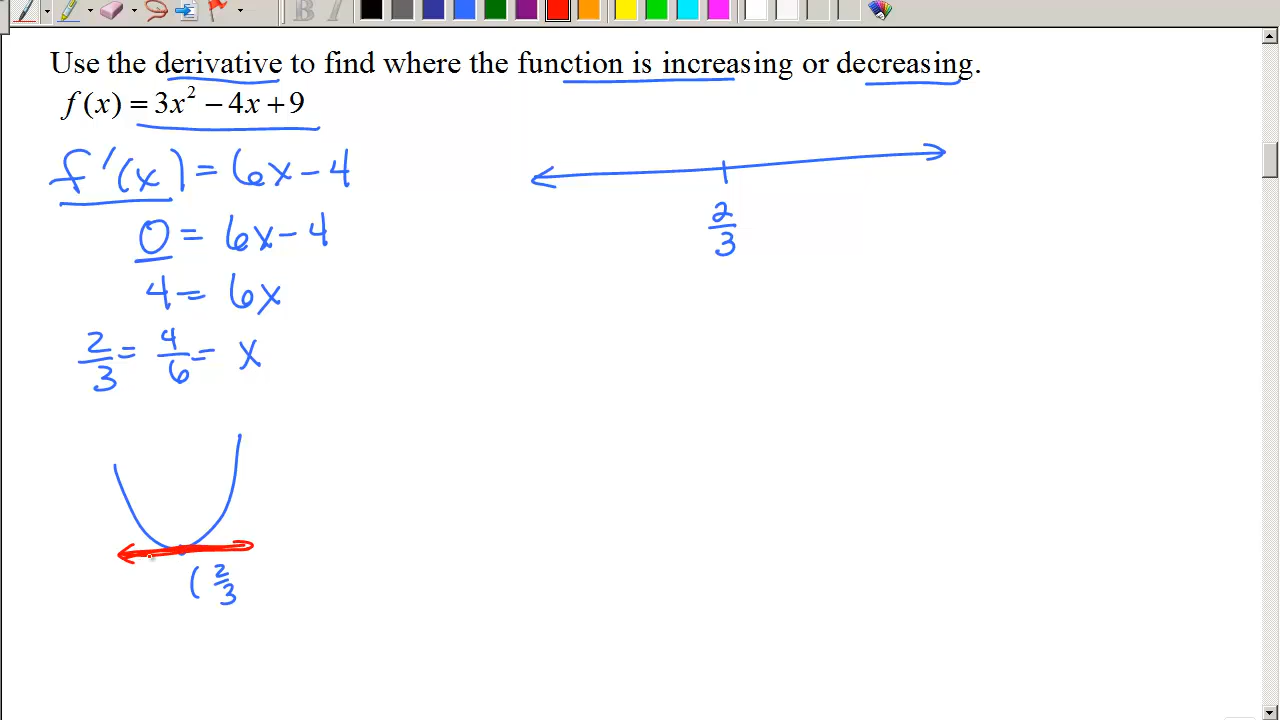 B I
Use the derivative to find where the function is increasing or decreasing.
f(x) = 3x² − 4x + 9
f'(x) = 6x − 4
0 = 6x − 4
4 = 6x
2/3 = 4/6 = x
2/3
( 2/3